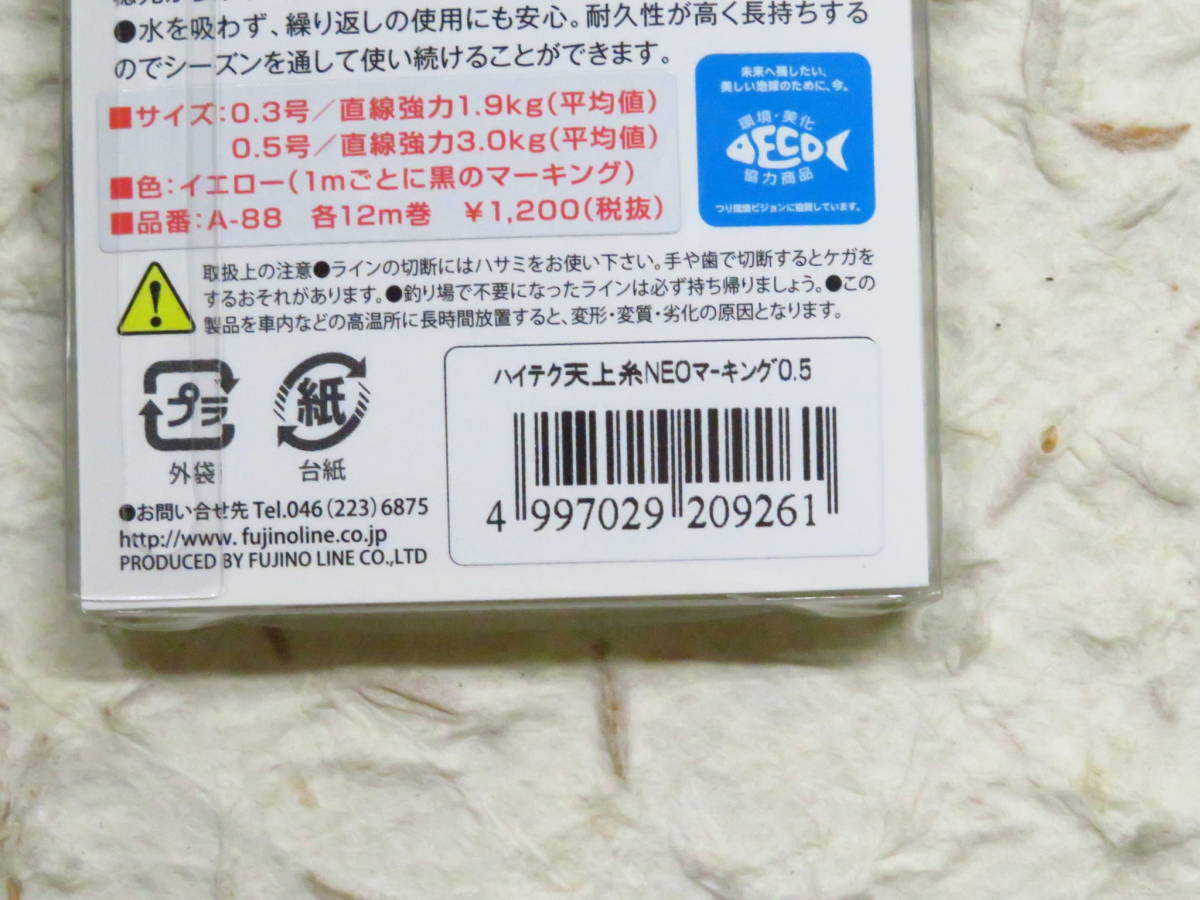 ●水を吸わず、繰り返しの使用にも安心。耐久性が高く長持ちする
のでシーズンを通して使い続けることができます。
■サイズ:0.3号/直線強力1.9kg(平均値)
0.5号/直線強力3.0kg(平均値)
■色:イエロー(1mごとに黒のマーキング)
■品番:A-88 各12m巻 ¥1,200(税抜)
未来へ残したい、
美しい地球のために、今。
環境・美化
ECO
協力商品
つり環境ビジョンに協賛しています。
取扱上の注意●ラインの切断にはハサミをお使い下さい。手や歯で切断するとケガを
するおそれがあります。●釣り場で不要になったラインは必ず持ち帰りましょう。●この
製品を車内などの高温所に長時間放置すると、変形・変質・劣化の原因となります。
プラ
外袋
紙
台紙
●お問い合せ先 Tel.046(223)6875
http://www.fujinoline.co.jp
PRODUCED BY FUJINO LINE CO.,LTD
ハイテク天上糸NEOマーキング0.5
4 997029 209261